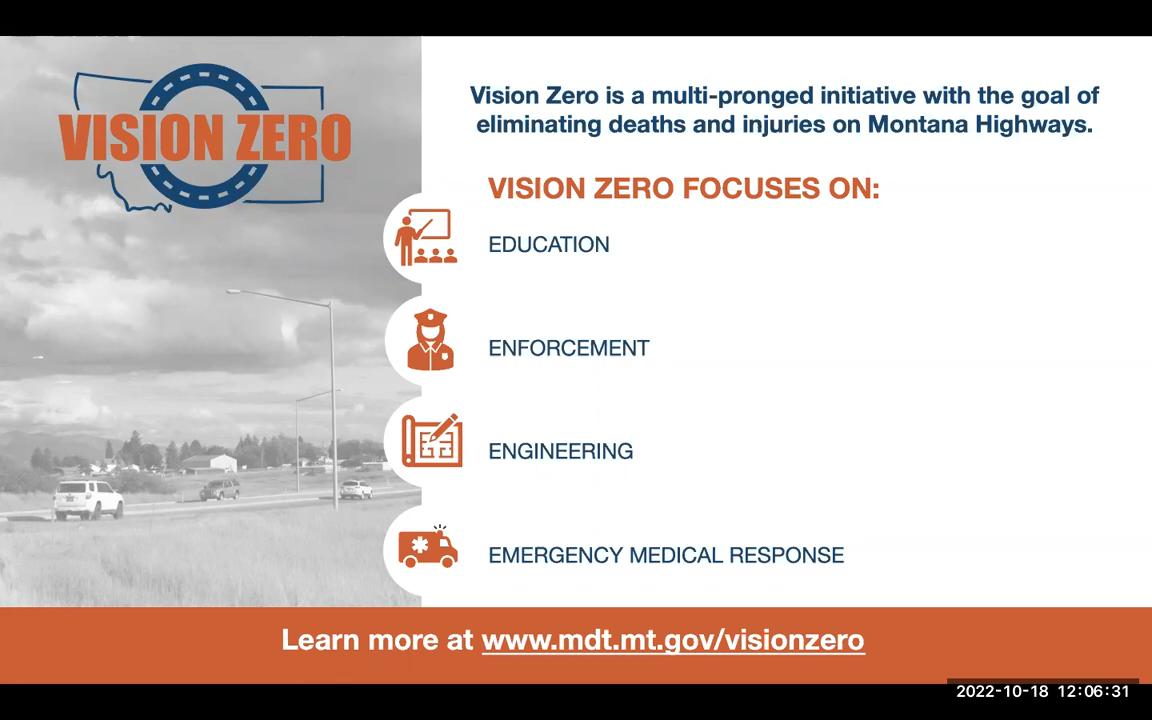 VISION ZERO
Vision Zero is a multi-pronged initiative with the goal of
eliminating deaths and injuries on Montana Highways.
VISION ZERO FOCUSES ON:
EDUCATION
ENFORCEMENT
ENGINEERING
EMERGENCY MEDICAL RESPONSE
Learn more at www.mdt.mt.gov/visionzero
2022-10-18 12:06:31